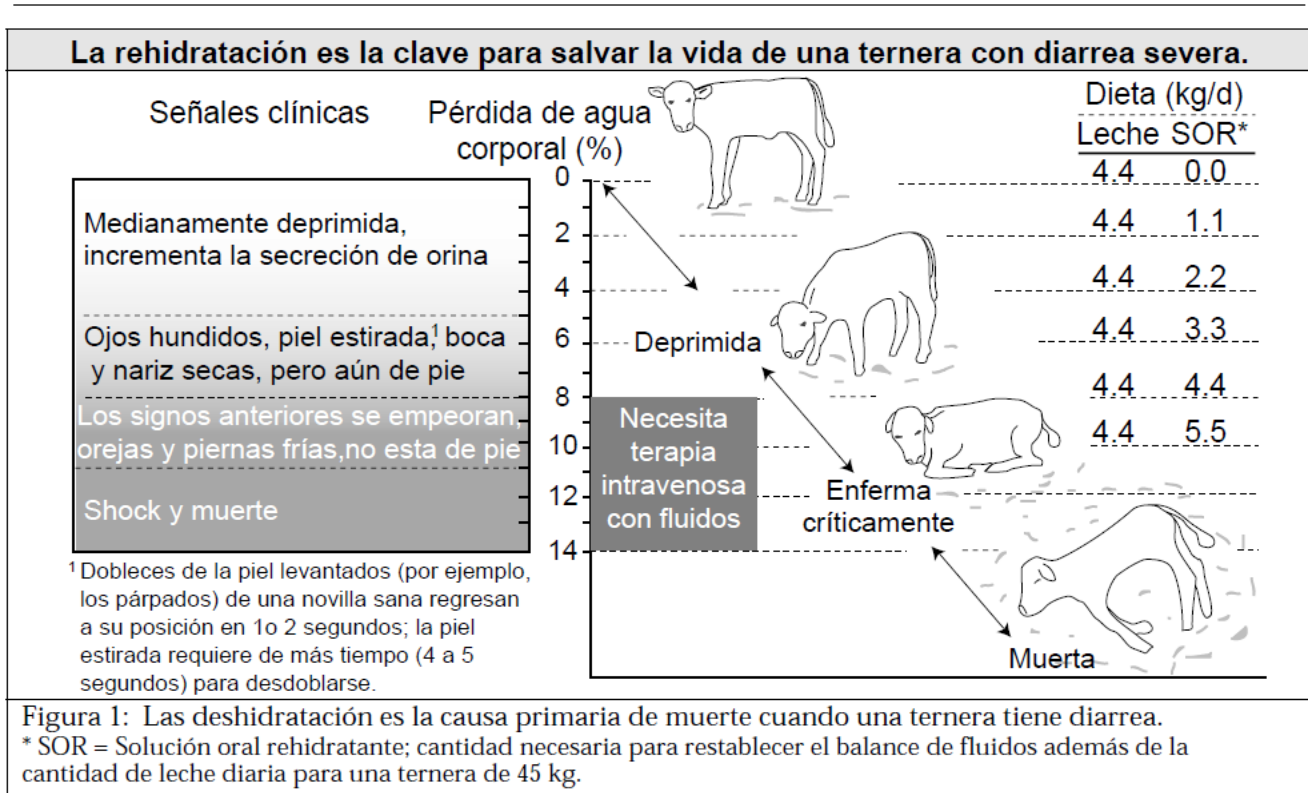 La rehidratación es la clave para salvar la vida de una ternera con diarrea severa.
Señales clínicas
Medianamente deprimida,
incrementa la secreción de orina
Ojos hundidos, piel estirada,¹ boca
y nariz secas, pero aún de pie
Los signos anteriores se empeoran,
orejas y piernas frías,no esta de pie
Shock y muerte
¹ Dobleces de la piel levantados (por ejemplo,
los párpados) de una novilla sana regresan
a su posición en 1o 2 segundos; la piel
estirada requiere de más tiempo (4 a 5
segundos) para desdoblarse.
Pérdida de agua
corporal (%)
0
2
4
6
8
10
12
14
Necesita
terapia
intravenosa
con fluidos
Deprimida
Enferma
críticamente
Muerta
Dieta (kg/d)
Leche SOR*
4.4 0.0
4.4 1.1
4.4 2.2
4.4 3.3
4.4 4.4
4.4 5.5
Figura 1: Las deshidratación es la causa primaria de muerte cuando una ternera tiene diarrea.
* SOR = Solución oral rehidratante; cantidad necesaria para restablecer el balance de fluidos además de la
cantidad de leche diaria para una ternera de 45 kg.